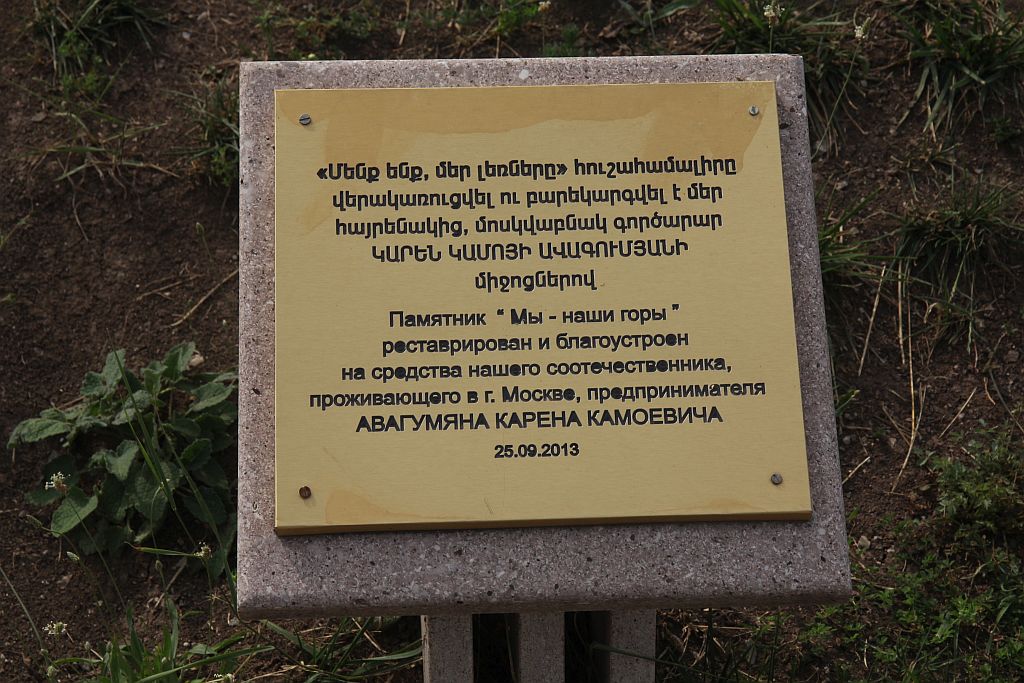 «Մենք ենք, մեր լեռները» հուշահամալիրը
վերակառուցվել ու բարեկարգվել է մեր
հայրենակից, մոսկվաբնակ գործարար
ԿԱՐԵՆ ԿԱՄՈՅԻ ԱՎԱԳՈՒՄՅԱՆԻ
միջոցներով
Памятник “ Мы - наши горы ”
реставрирован и благоустроен
на средства нашего соотечественника,
проживающего в г. Москве, предпринимателя
АВАГУМЯНА КАРЕНА КАМОЕВИЧА
25.09.2013